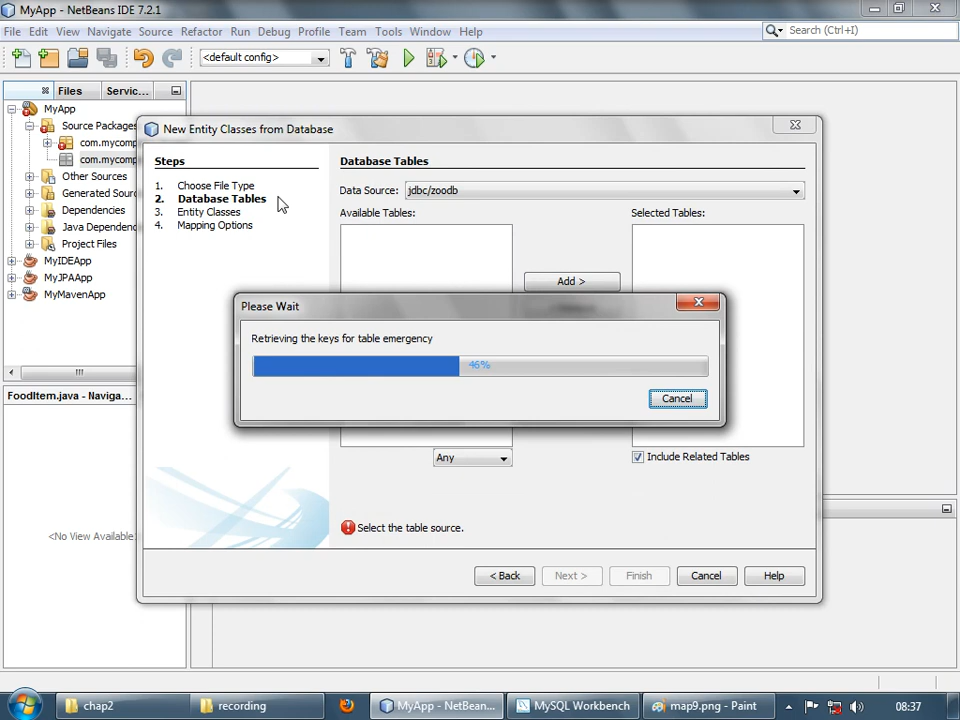 MyApp - NetBeans IDE 7.2.1
File Edit View Navigate Source Refactor Run Debug Profile Team Tools Window Help
Search (Ctrl+I)
<default config>
Files Servic...
MyApp
Source Packages
com.mycomp
com.mycomp
Other Sources
Generated Sour
Dependencies
Java Dependenc
Project Files
MyIDEApp
MyJPAApp
MyMavenApp
FoodItem.java - Naviga...
<No View Available>
New Entity Classes from Database
Steps
1. Choose File Type
2. Database Tables
3. Entity Classes
4. Mapping Options
Database Tables
Data Source: jdbc/zoodb
Available Tables:
Selected Tables:
Add >
Please Wait
Retrieving the keys for table emergency
46%
Cancel
Any
Include Related Tables
Select the table source.
< Back Next > Finish Cancel Help
chap2 recording MyApp - NetBean... MySQL Workbench map9.png - Paint 08:37